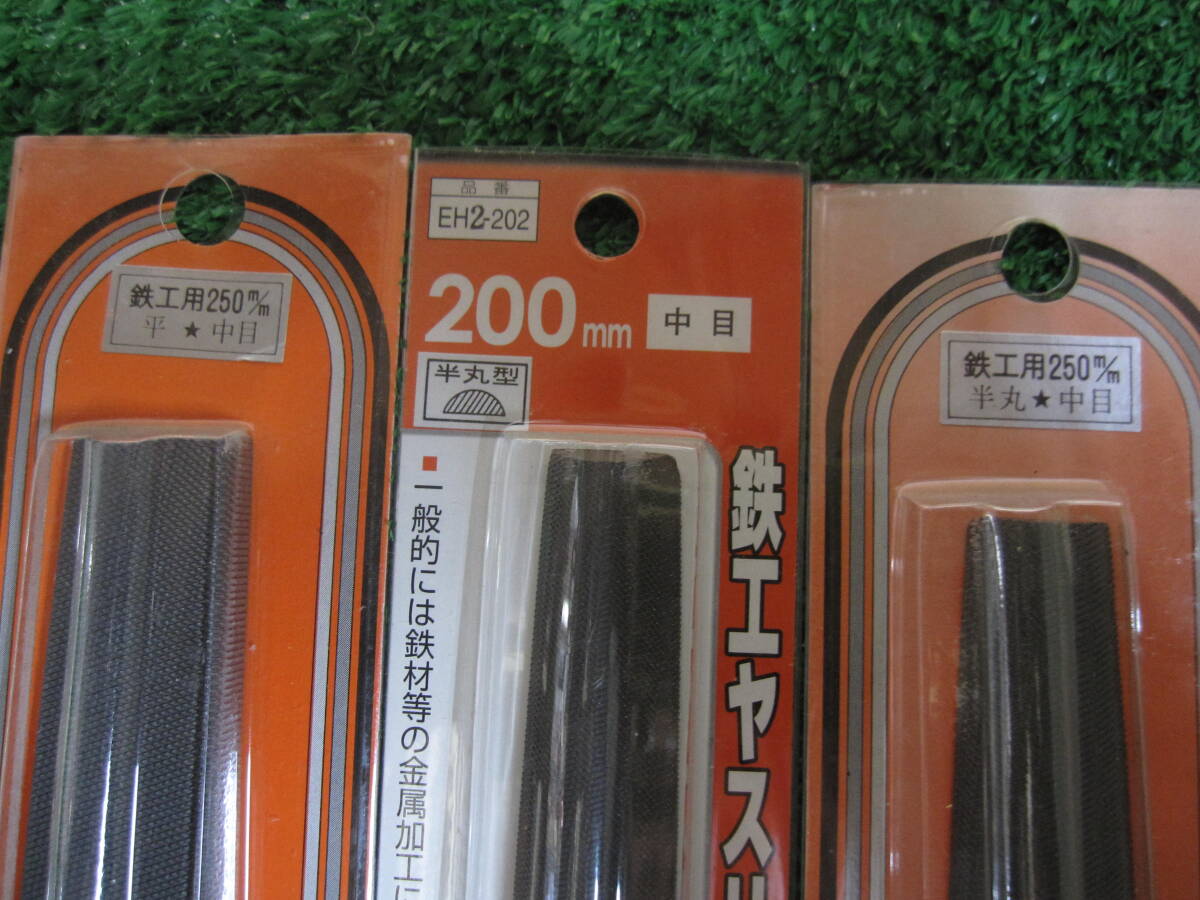 鉄工用250m/m
平 ★ 中目
品番
EH2-202
200mm
中目
半丸型
■一般的には鉄材等の金属加工に
鉄工ヤス
鉄工用250m/m
半丸★中目